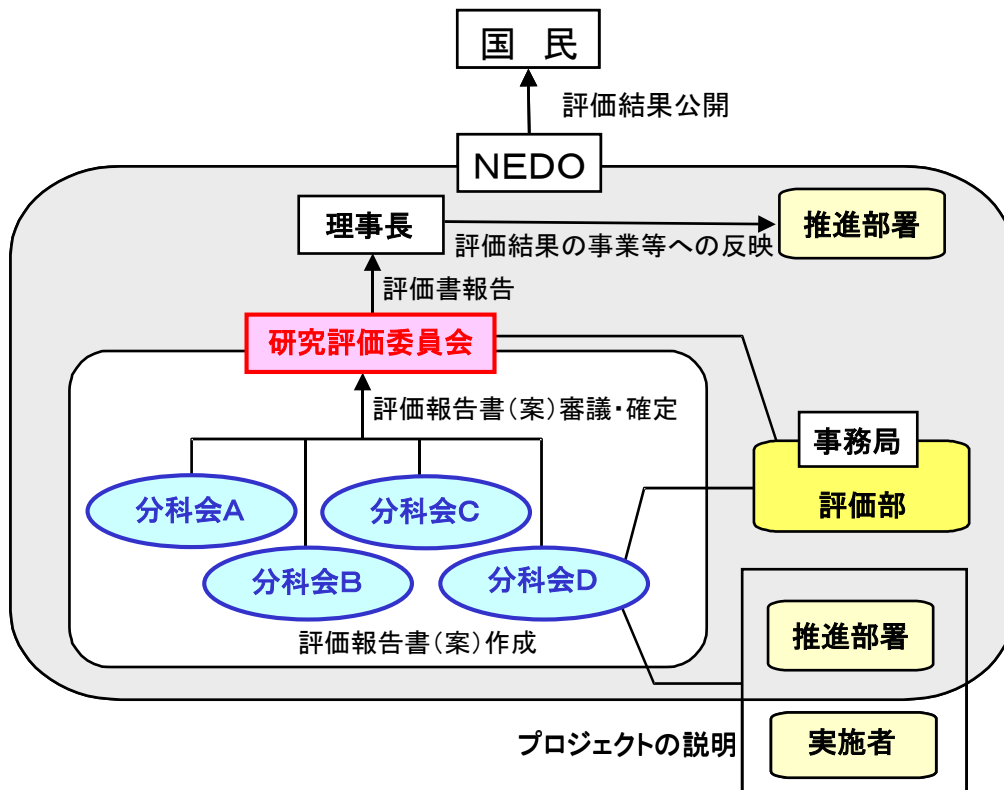 国 民
評価結果公開
NEDO
理事長
評価結果の事業等への反映
推進部署
評価書報告
研究評価委員会
評価報告書(案)審議・確定
事務局
評価部
分科会A
分科会C
分科会B
分科会D
評価報告書(案)作成
推進部署
プロジェクトの説明
実施者